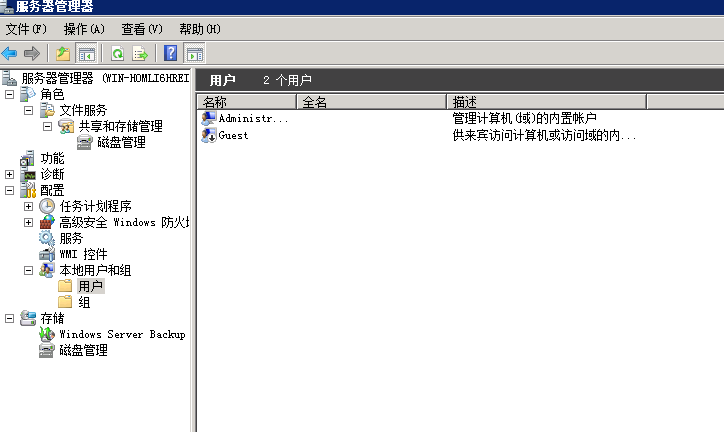 服务器管理器
文件(F) 操作(A) 查看(V) 帮助(H)
服务器管理器 (WIN-HOMLI6HREI
角色
文件服务
共享和存储管理
磁盘管理
功能
诊断
配置
任务计划程序
高级安全 Windows 防火墙
服务
WMI 控件
本地用户和组
用户
组
存储
Windows Server Backup
磁盘管理
用户 2 个用户
名称 全名 描述
Administr... 管理计算机(域)的内置帐户
Guest 供来宾访问计算机或访问域的内...